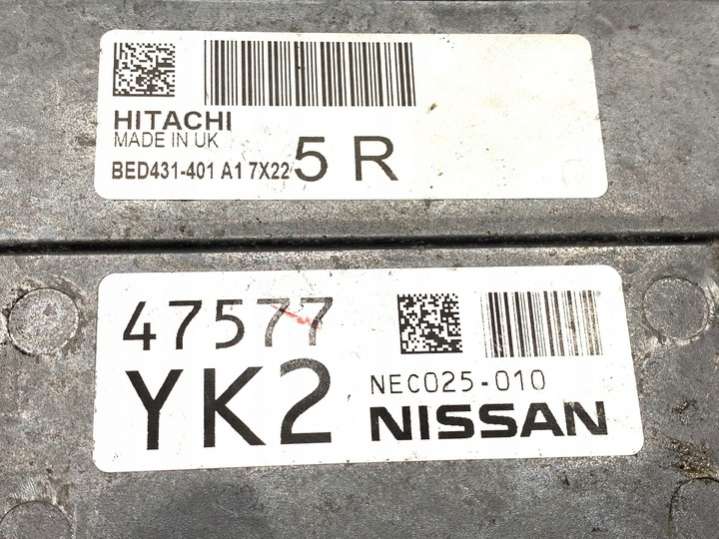 HITACHI
MADE IN UK
BED431-401 A1 7X22 5 R
47577
YK2
NEC025-010
NISSAN